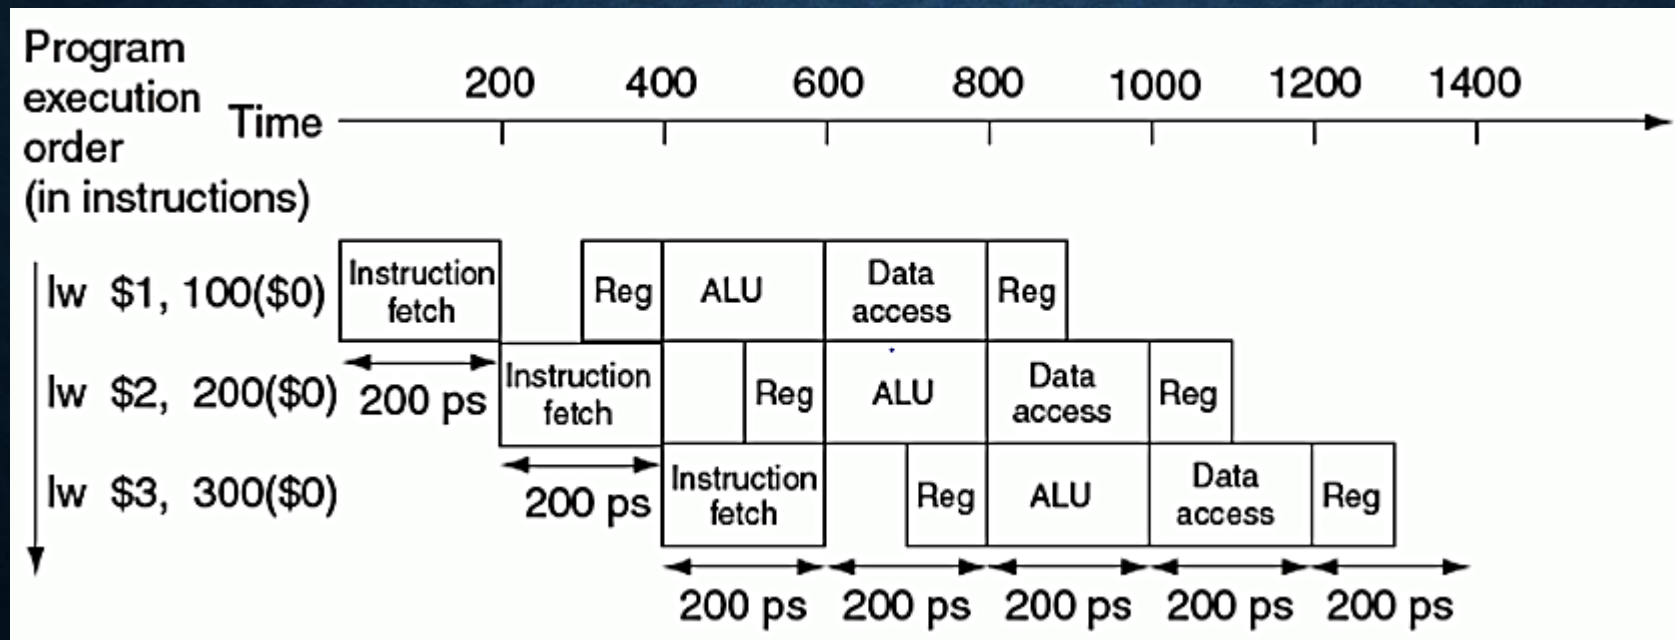 Program
execution
order
(in instructions)
Time
200 400 600 800 1000 1200 1400
lw $1, 100($0)
Instruction
fetch
Reg
ALU
Data
access
Reg
200 ps
lw $2, 200($0)
Instruction
fetch
Reg
ALU
Data
access
Reg
200 ps
lw $3, 300($0)
Instruction
fetch
Reg
ALU
Data
access
Reg
200 ps 200 ps 200 ps 200 ps 200 ps